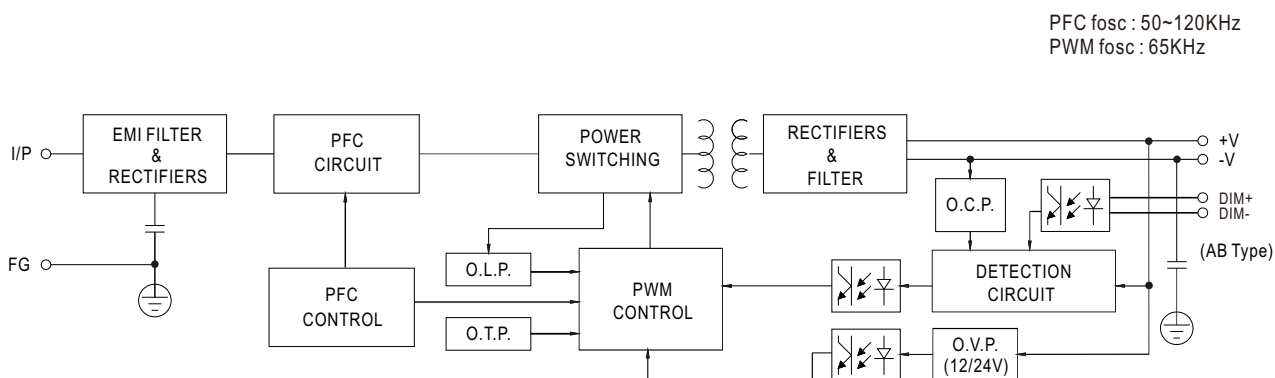 PFC fosc : 50~120KHz
PWM fosc : 65KHz
I/P
EMI FILTER
&
RECTIFIERS
PFC
CIRCUIT
POWER
SWITCHING
RECTIFIERS
&
FILTER
+V
-V
O.C.P.
DIM+
DIM-
(AB Type)
FG
O.L.P.
PFC
CONTROL
O.T.P.
PWM
CONTROL
DETECTION
CIRCUIT
O.V.P.
(12/24V)